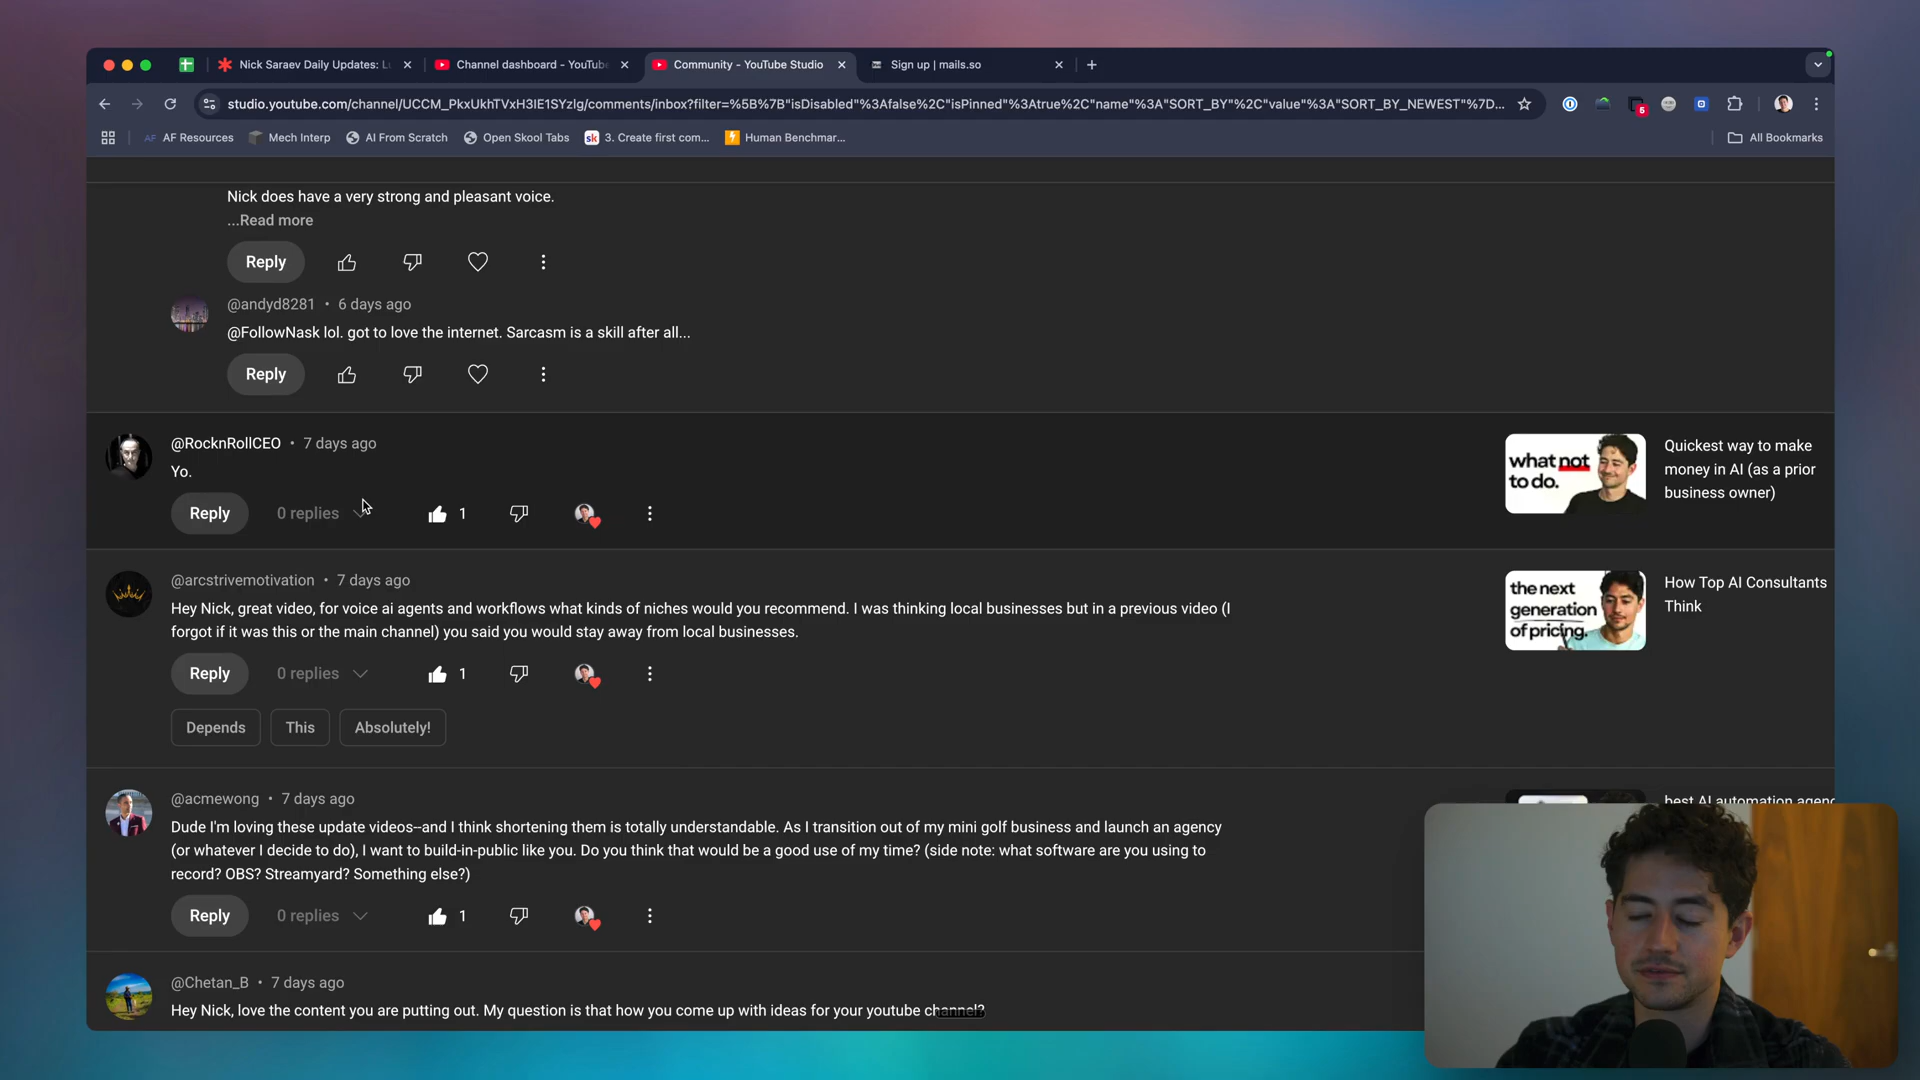 Nick Saraev Daily Updates: Lu
Channel dashboard - YouTube
Community - YouTube Studio
Sign up | mails.so
studio.youtube.com/channel/UCCM_PkxUkhTVxH3IE1SYzlg/comments/inbox?filter=%5B%7B"isDisabled"%3Afalse%2C"isPinned"%3Atrue%2C"name"%3A"SORT_BY"%2C"value"%3A"SORT_BY_NEWEST"%7D...
5
AF Resources
Mech Interp
AI From Scratch
Open Skool Tabs
sk 3. Create first com...
Human Benchmar...
All Bookmarks
Nick does have a very strong and pleasant voice.
...Read more
Reply
@andyd8281 • 6 days ago
@FollowNask lol. got to love the internet. Sarcasm is a skill after all...
Reply
@RocknRollCEO • 7 days ago
Yo.
Reply 0 replies 1
what not
to do.
Quickest way to make
money in AI (as a prior
business owner)
@arcstrivemotivation • 7 days ago
Hey Nick, great video, for voice ai agents and workflows what kinds of niches would you recommend. I was thinking local businesses but in a previous video (I
forgot if it was this or the main channel) you said you would stay away from local businesses.
Reply 0 replies 1
Depends This Absolutely!
the next
generation
of pricing.
How Top AI Consultants
Think
@acmewong • 7 days ago
Dude I'm loving these update videos--and I think shortening them is totally understandable. As I transition out of my mini golf business and launch an agency
(or whatever I decide to do), I want to build-in-public like you. Do you think that would be a good use of my time? (side note: what software are you using to
record? OBS? Streamyard? Something else?)
Reply 0 replies 1
best AI automation agenc
@Chetan_B • 7 days ago
Hey Nick, love the content you are putting out. My question is that how you come up with ideas for your youtube channel?